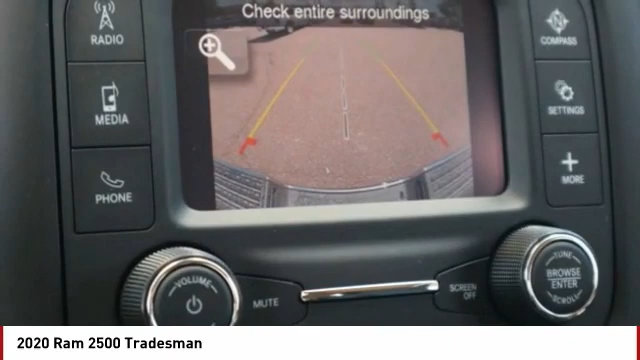 Check entire surroundings
RADIO
MEDIA
PHONE
COMPASS
SETTINGS
MORE
VOLUME
MUTE
SCREEN
OFF
TUNE
BROWSE
ENTER
SCROLL
2020 Ram 2500 Tradesman